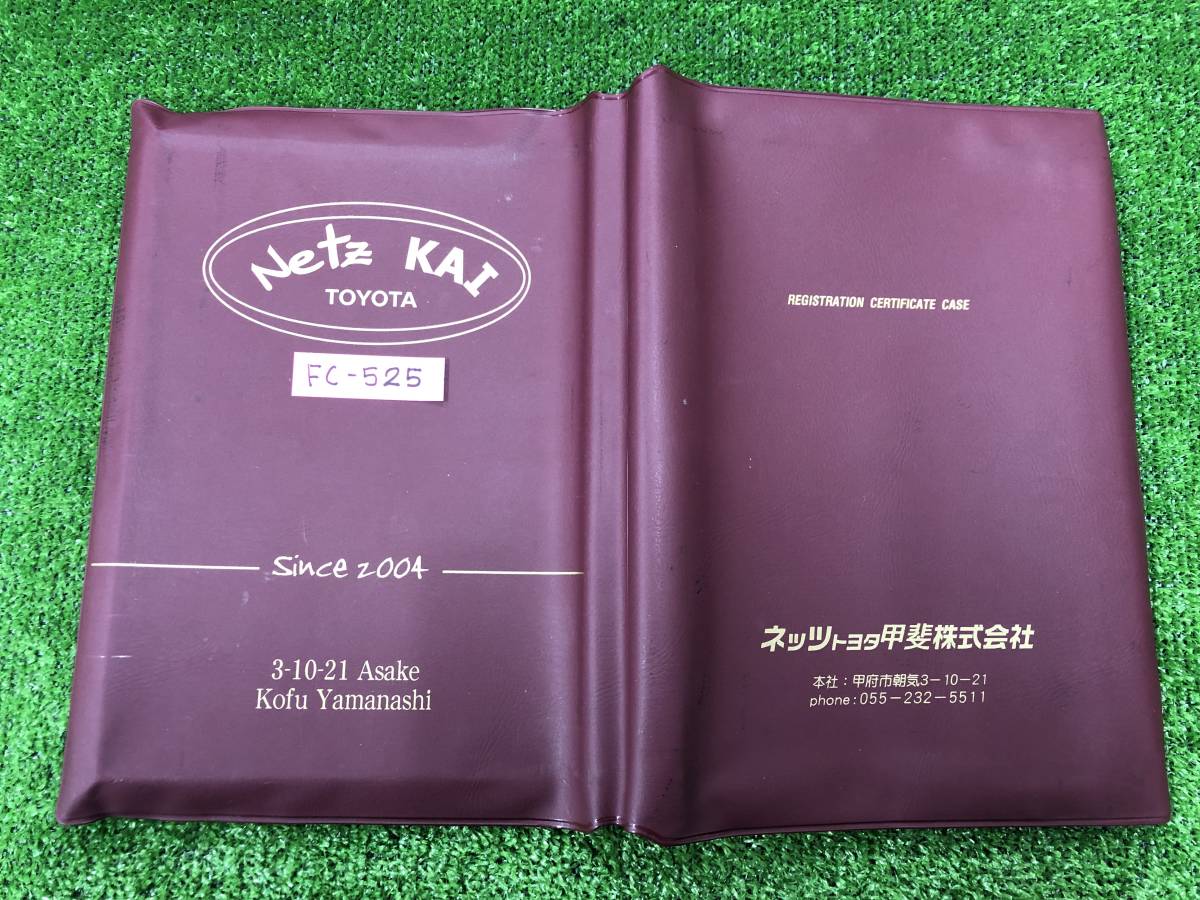 Netz KAI
TOYOTA
FC-525
Since 2004
3-10-21 Asake
Kofu Yamanashi
REGISTRATION CERTIFICATE CASE
ネッツトヨタ甲斐株式会社
本社：甲府市朝気3-10-21
phone:055-232-5511